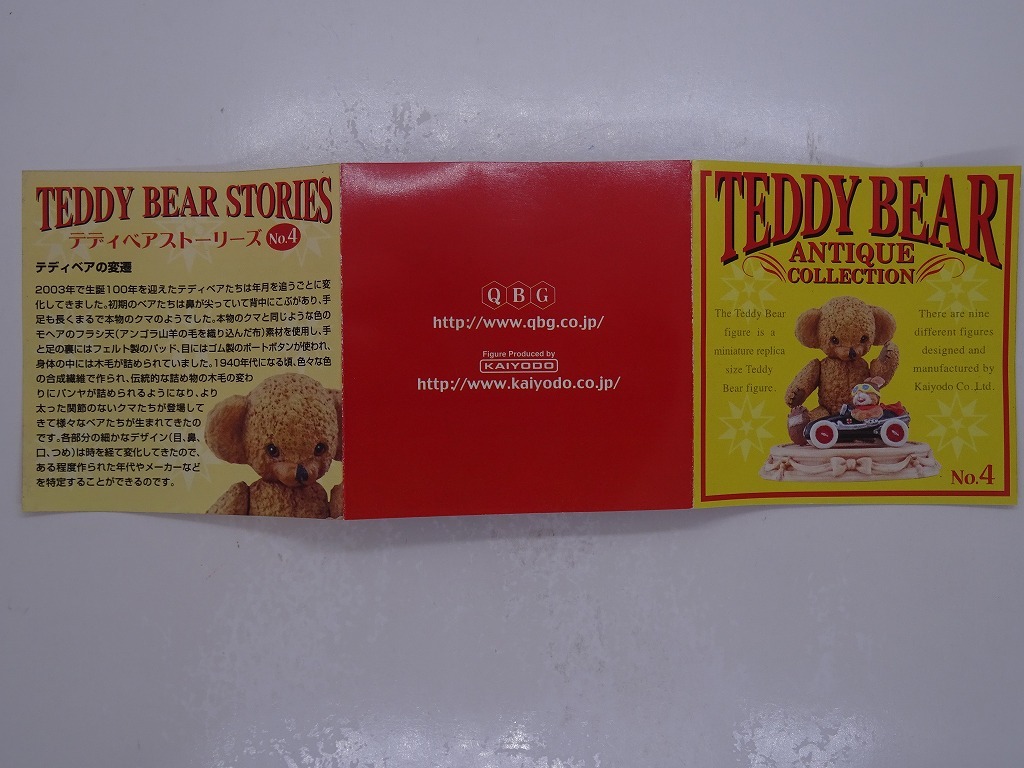 TEDDY BEAR STORIES
テディベアストーリーズ No.4
テディベアの変遷
2003年で生誕100年を迎えたテディベアたちは年月を追うごとに変
化してきました。初期のベアたちは鼻が尖っていて背中にこぶがあり、手
足も長くまるで本物のクマのようでした。本物のクマと同じような色の
モヘアのフラシ天(アンゴラ山羊の毛を織り込んだ布)素材を使用し、手
と足の裏にはフェルト製のパッド、目にはゴム製のボートボタンが使われ、
身体の中には木毛が詰められていました。1940年代になる頃、色々な色
の合成繊維で作られ、伝統的な詰め物の木毛の変わ
りにパンヤが詰められるようになり、より
太った関節のないクマたちが登場して
きて様々なベアたちが生まれてきたの
です。各部分の細かなデザイン(目、鼻、
口、つめ)は時を経て変化してきたので、
ある程度作られた年代やメーカーなど
を特定することができるのです。
QBG
http://www.qbg.co.jp/
Figure Produced by
KAIYODO
http://www.kaiyodo.co.jp/
TEDDY BEAR
ANTIQUE
COLLECTION
The Teddy Bear
figure is a
miniature replica
size Teddy
Bear figure.
There are nine
different figures
designed and
manufactured by
Kaiyodo Co.,Ltd.
No.4